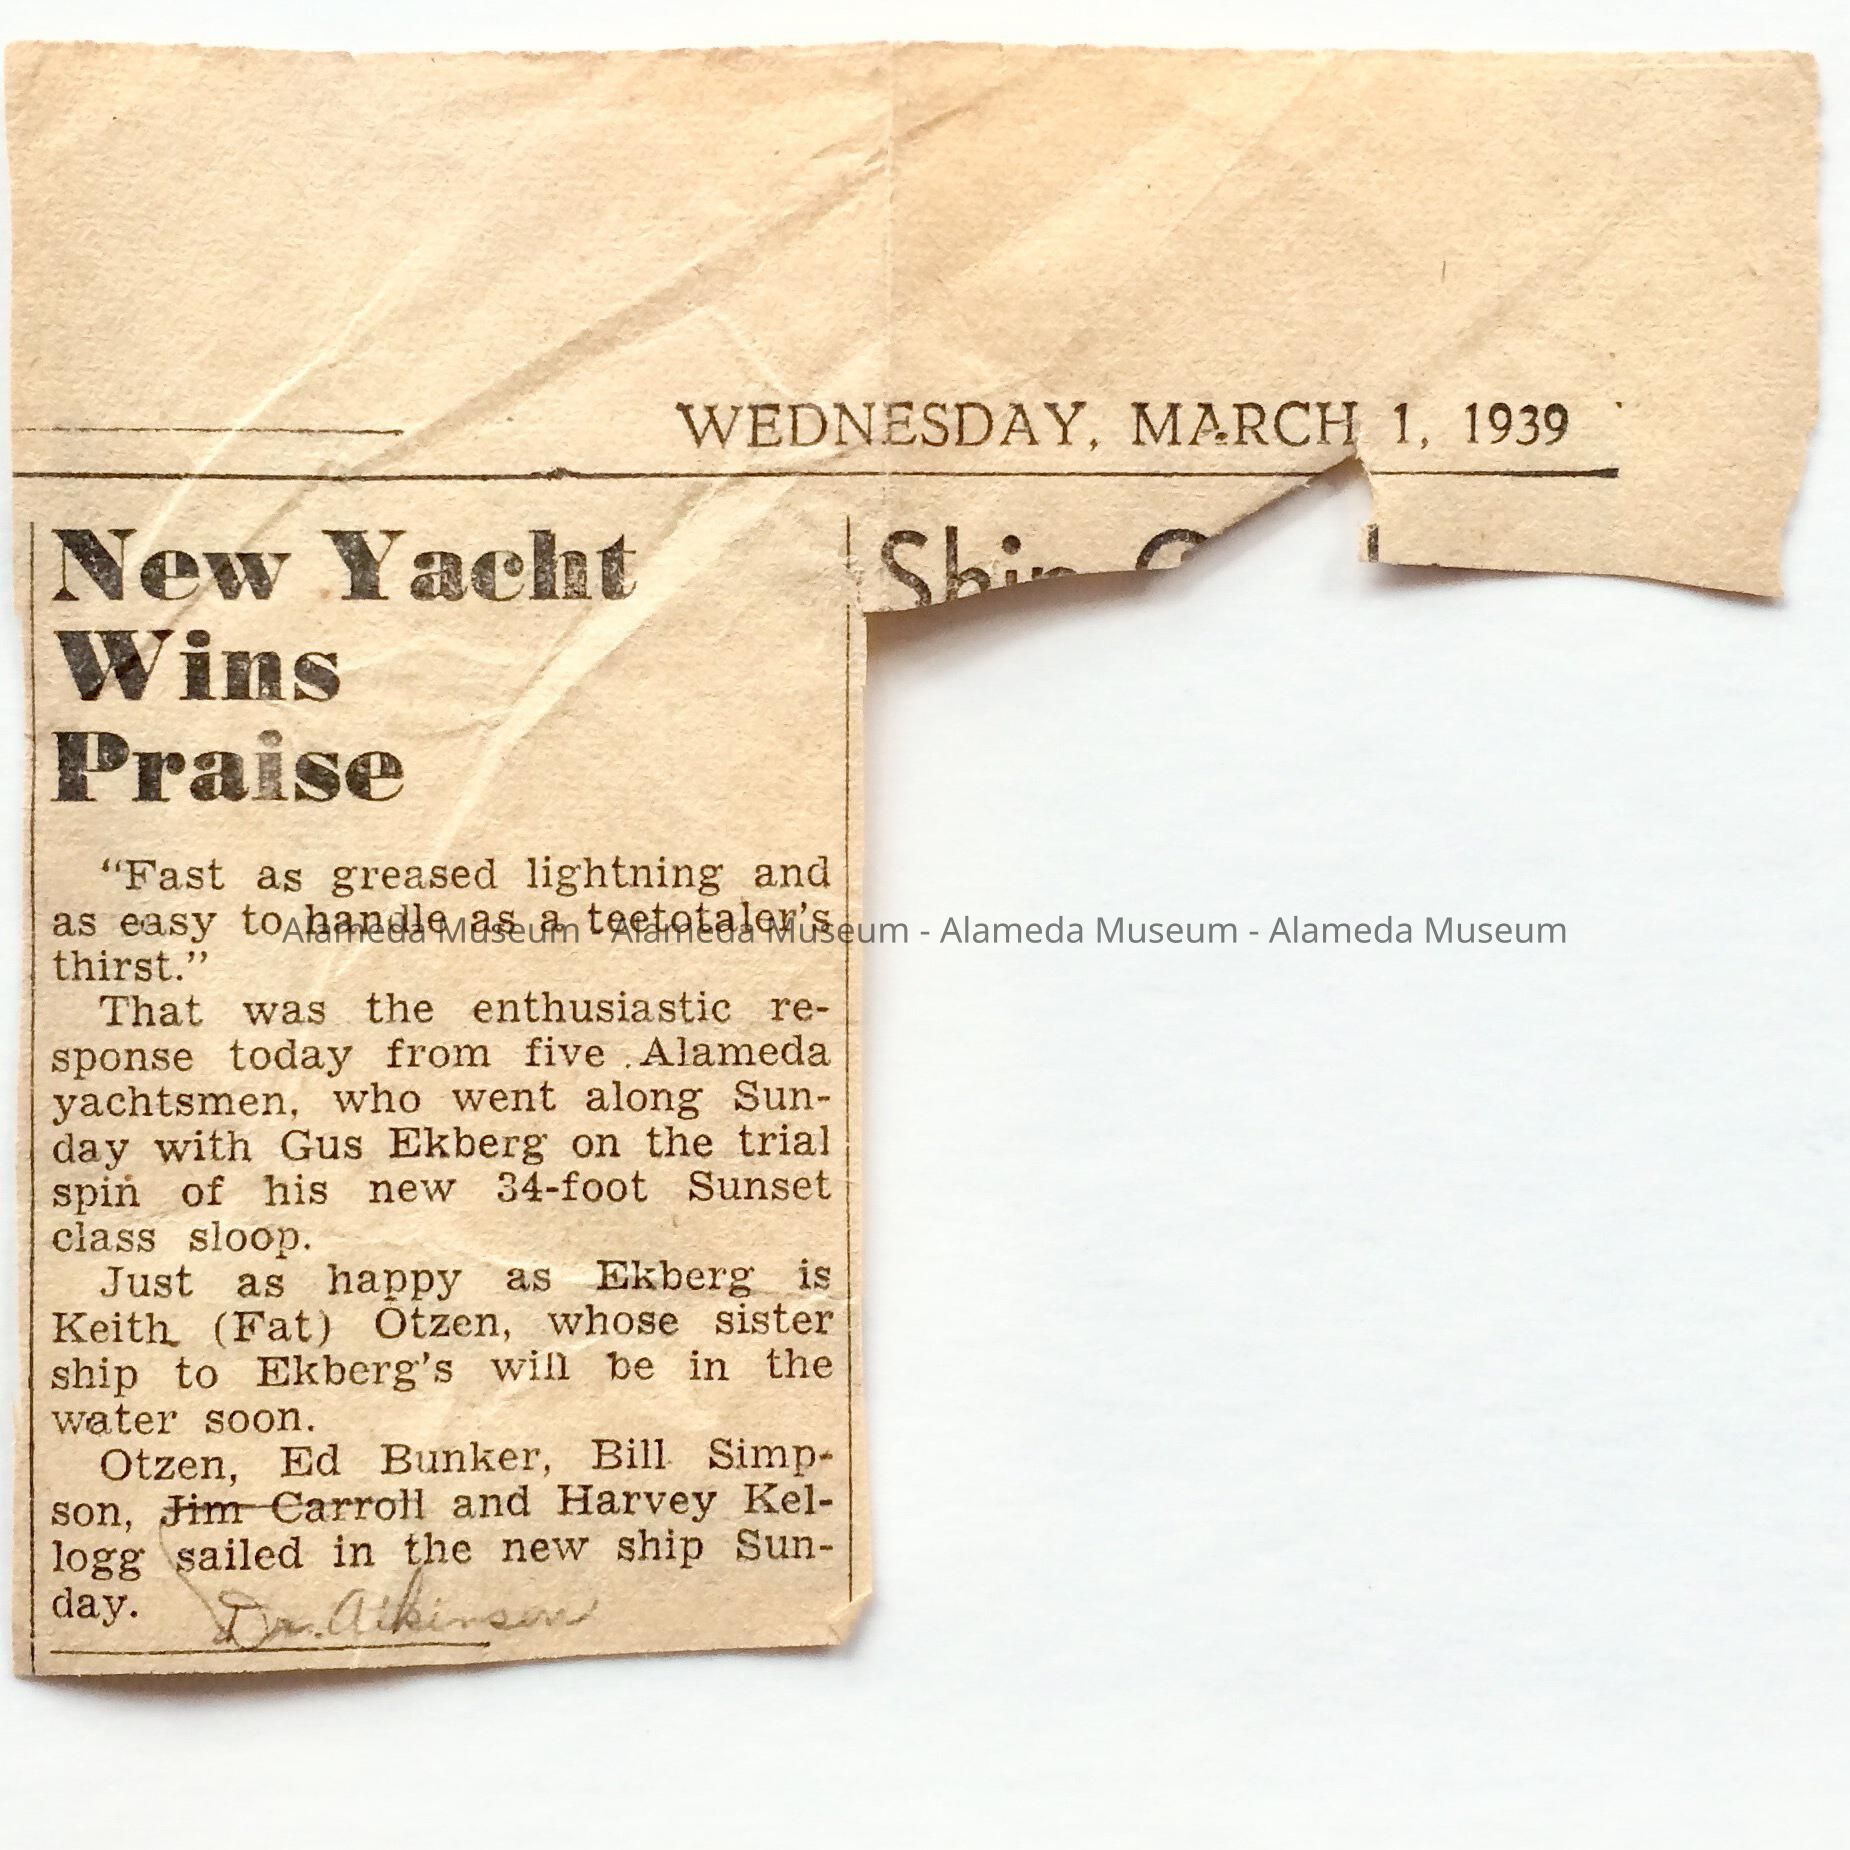 WEDNESDAY, MARCH 1, 1939
New Yacht
Wins
Praise
“Fast as greased lightning and
as easy to handle as a teetotaler’s
thirst.”
That was the enthusiastic re-
sponse today from five Alameda
yachtsmen, who went along Sun-
day with Gus Ekberg on the trial
spin of his new 34-foot Sunset
class sloop.
Just as happy as Ekberg is
Keith (Fat) Otzen, whose sister
ship to Ekberg’s will be in the
water soon.
Otzen, Ed Bunker, Bill Simp-
son, Jim Carroll and Harvey Kel-
logg sailed in the new ship Sun-
day.
Dr. Atkinson
Ship
Alameda Museum - Alameda Museum - Alameda Museum - Alameda Museum